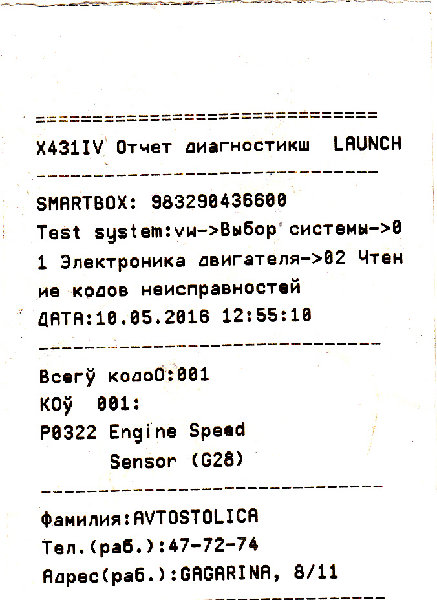 ==============================
X431IV Отчет диагностикш LAUNCH
------------------------------
SMARTBOX: 983290436600
Test system:vw->Выбор системы->0
1 Электроника двигателя->02 Чтен
ие кодов неисправностей
ДАТА:10.05.2016 12:55:10
------------------------------
Всегў кодоО:001
КОў 001:
P0322 Engine Speed
Sensor (G28)
------------------------------
Фамилия:AVTOSTOLICA
Тел.(раб.):47-72-74
Адрес(раб.):GAGARINA, 8/11
------------------------------